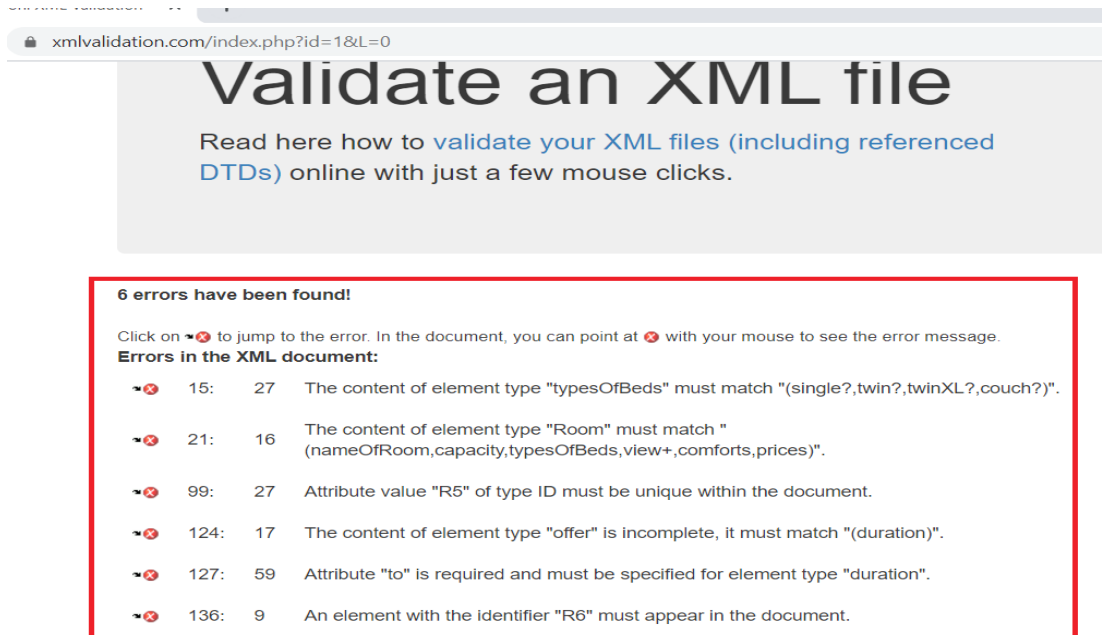 xmlvalidation.com/index.php?id=1&L=0
Validate an XML file
Read here how to validate your XML files (including referenced
DTDs) online with just a few mouse clicks.
6 errors have been found!
Click on to jump to the error. In the document, you can point at with your mouse to see the error message.
Errors in the XML document:
15: 27 The content of element type "typesOfBeds" must match "(single?,twin?,twinXL?,couch?)".
21: 16 The content of element type "Room" must match "
(nameOfRoom,capacity,typesOfBeds,view+,comforts,prices)".
99: 27 Attribute value "R5" of type ID must be unique within the document.
124: 17 The content of element type "offer" is incomplete, it must match "(duration)".
127: 59 Attribute "to" is required and must be specified for element type "duration".
136: 9 An element with the identifier "R6" must appear in the document.